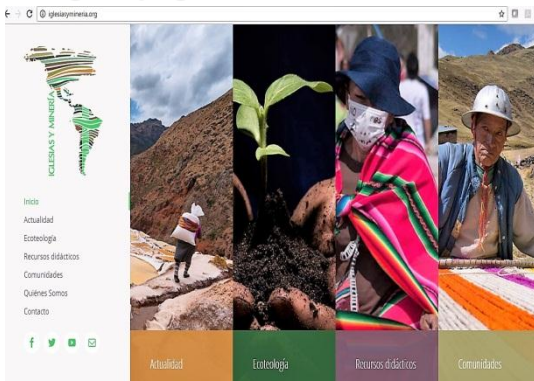 iglesiasymineria.org
IGLESIAS Y MINERÍA
Inicio
Actualidad
Ecoteología
Recursos didácticos
Comunidades
Quiénes Somos
Contacto
Actualidad
Ecoteología
Recursos didácticos
Comunidades